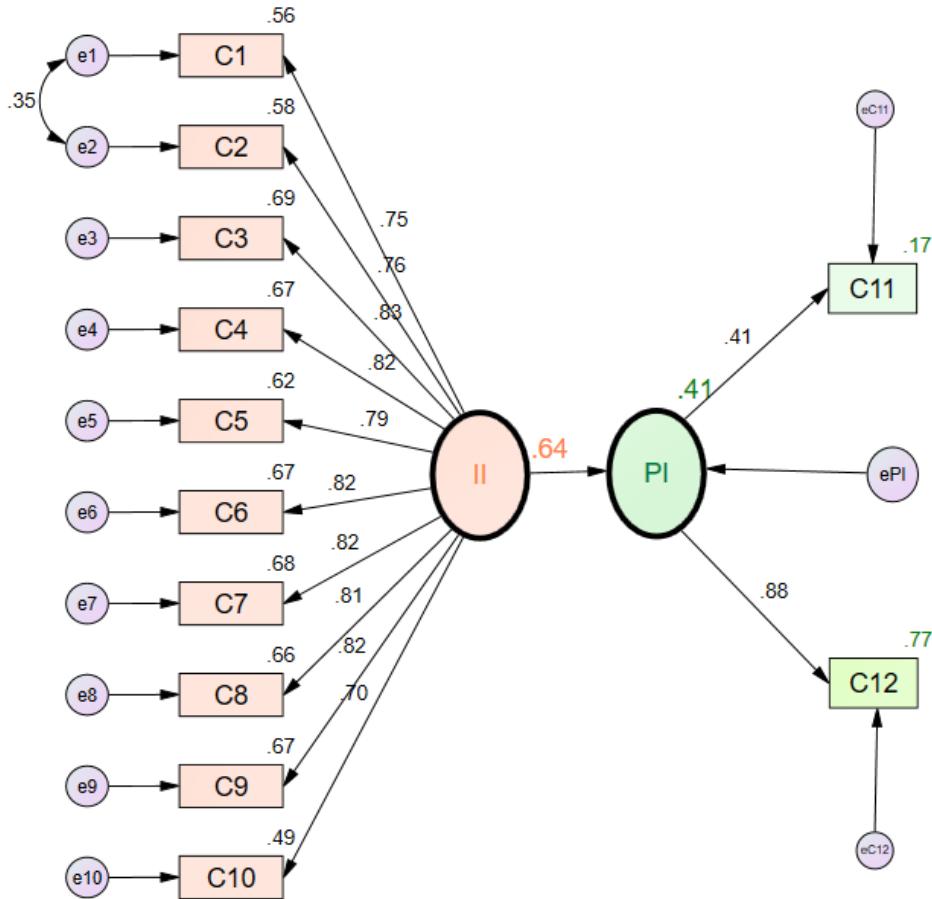 .56
e1
C1
.35
.58
e2
C2
.69
e3
C3
.67
e4
C4
.62
e5
C5
.67
e6
C6
.68
e7
C7
.66
e8
C8
.67
e9
C9
.49
e10
C10
.75
.76
.83
.82
.79
.82
.82
.81
.82
.70
II
.64
.41
PI
.41
.88
eC11
.17
C11
ePI
.77
C12
eC12